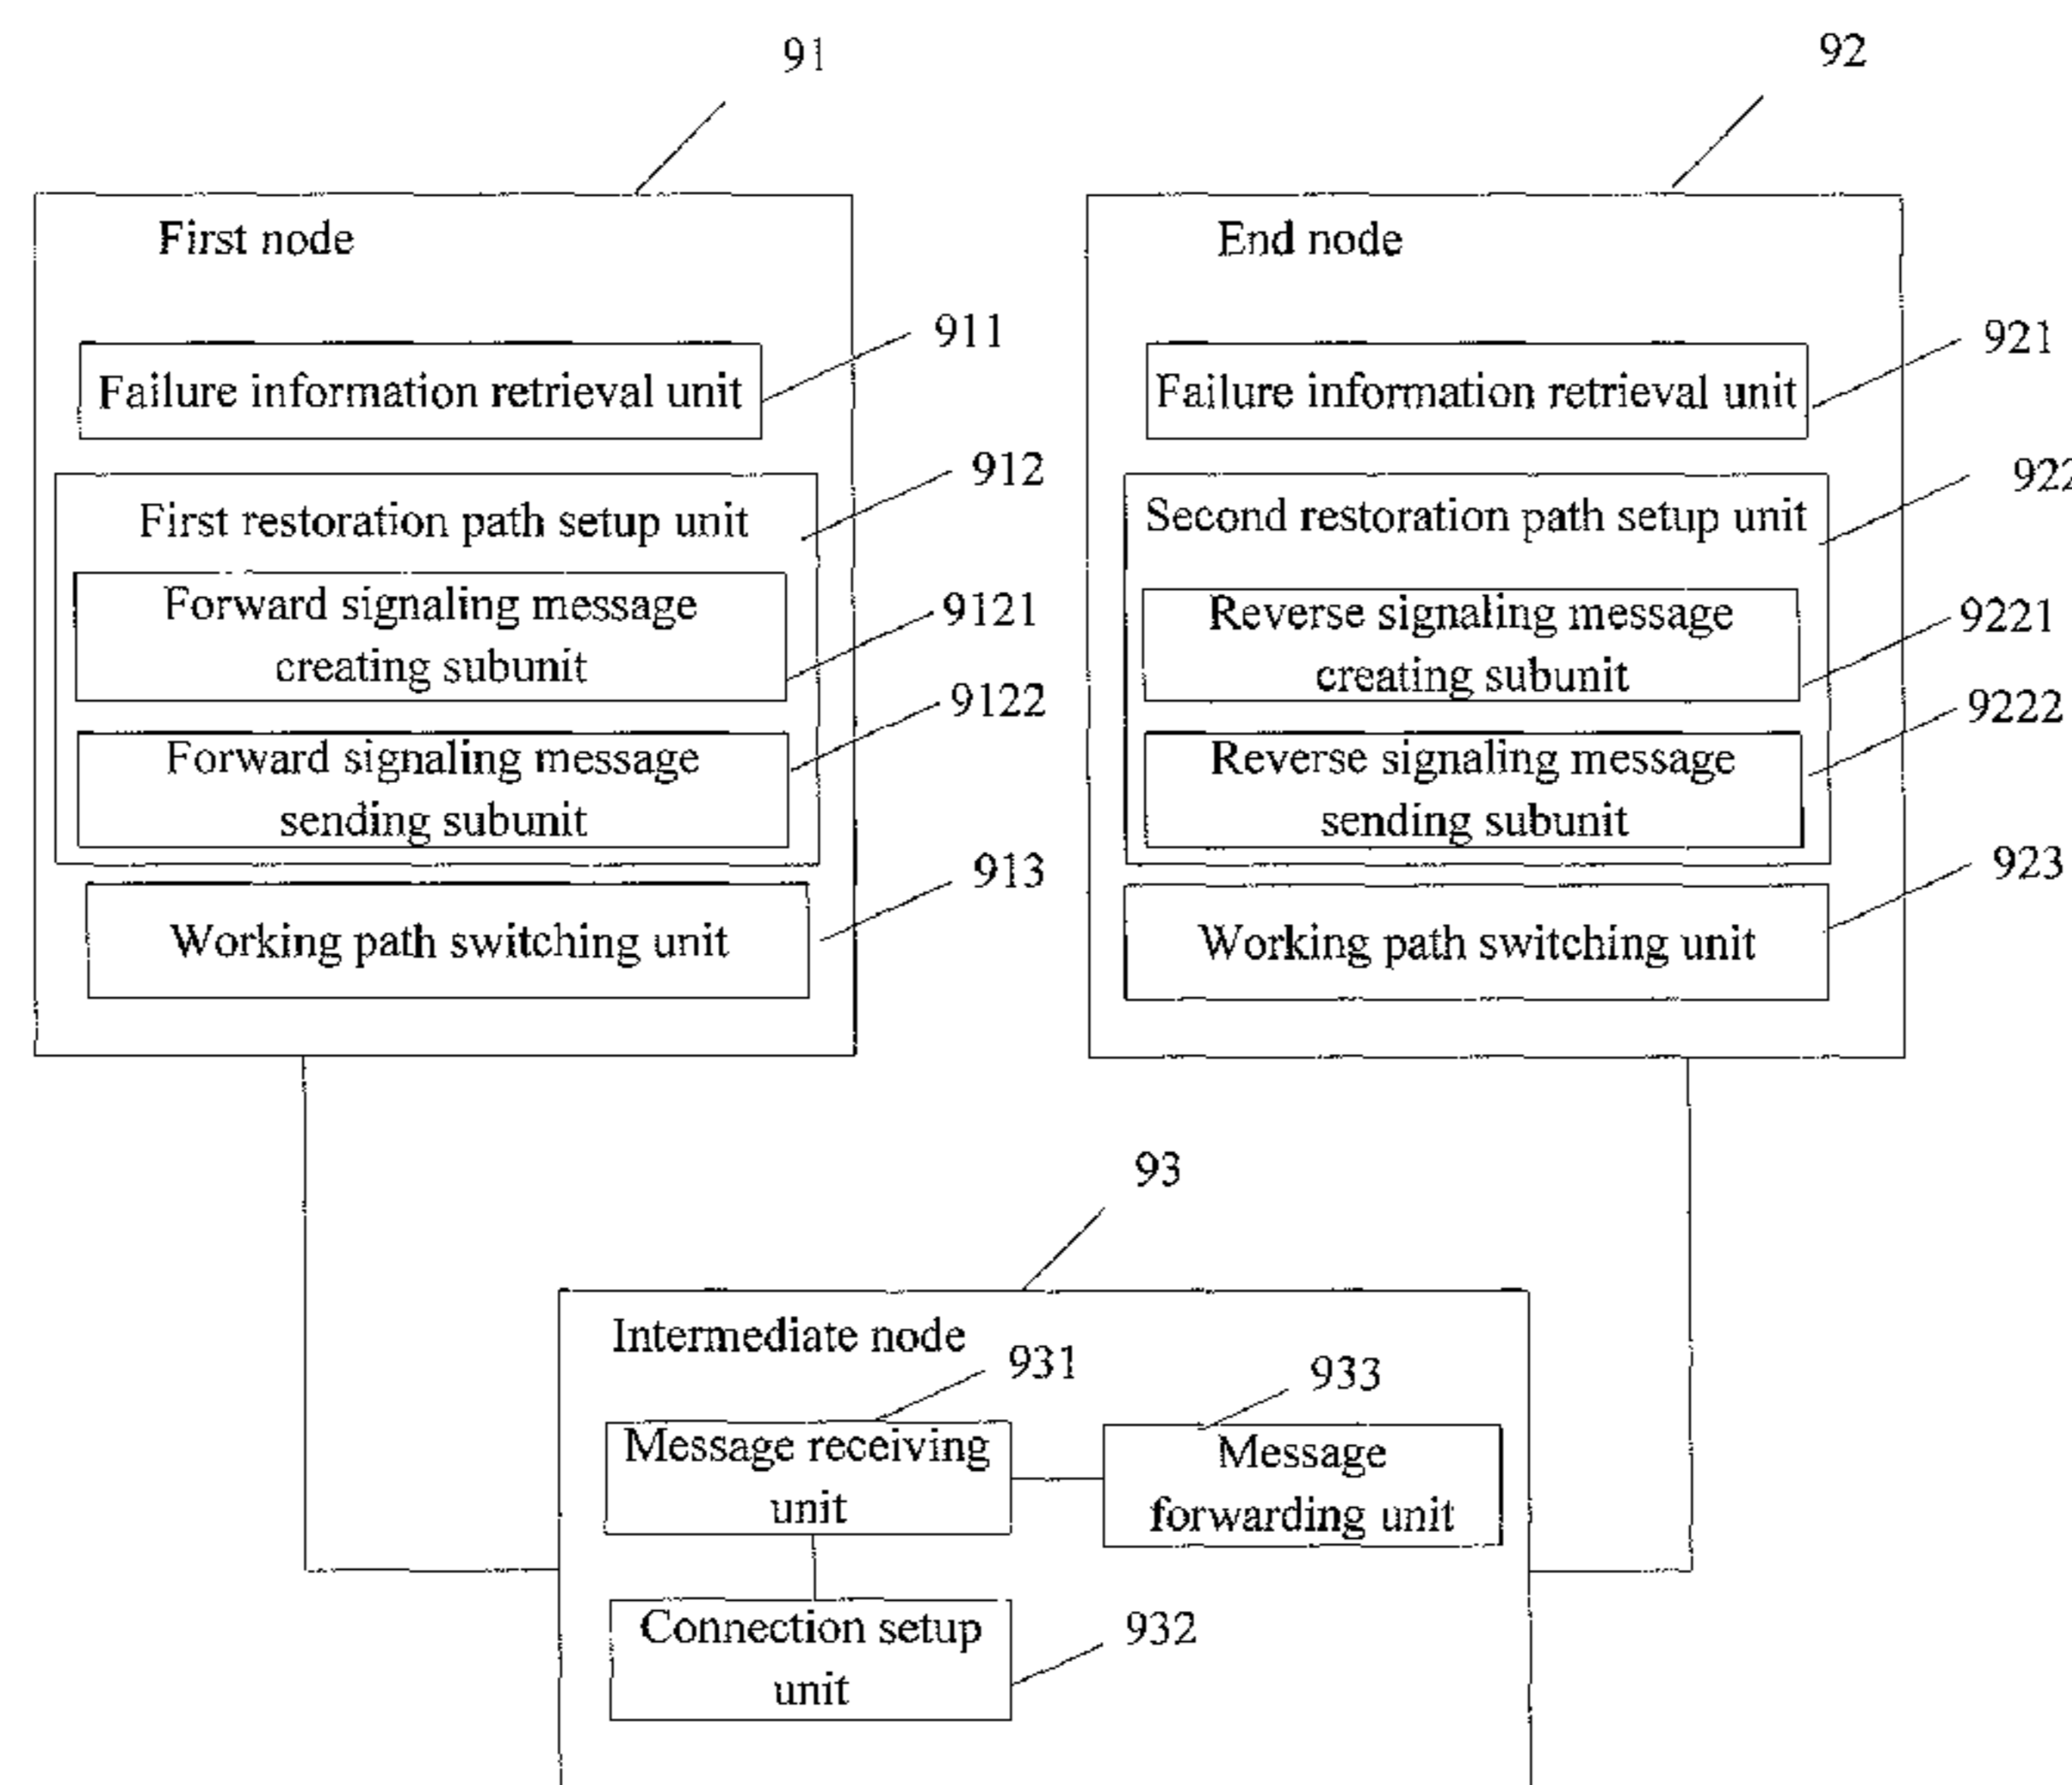 91
92
First node
End node
911
Failure information retrieval unit
921
Failure information retrieval unit
912
First restoration path setup unit
922
Second restoration path setup unit
Forward signaling message
creating subunit
9121
Reverse signaling message
creating subunit
9221
9122
Forward signaling message
sending subunit
9222
Reverse signaling message
sending subunit
913
Working path switching unit
923
Working path switching unit
93
Intermediate node
931
933
Message receiving
unit
Message
forwarding unit
Connection setup
unit
932